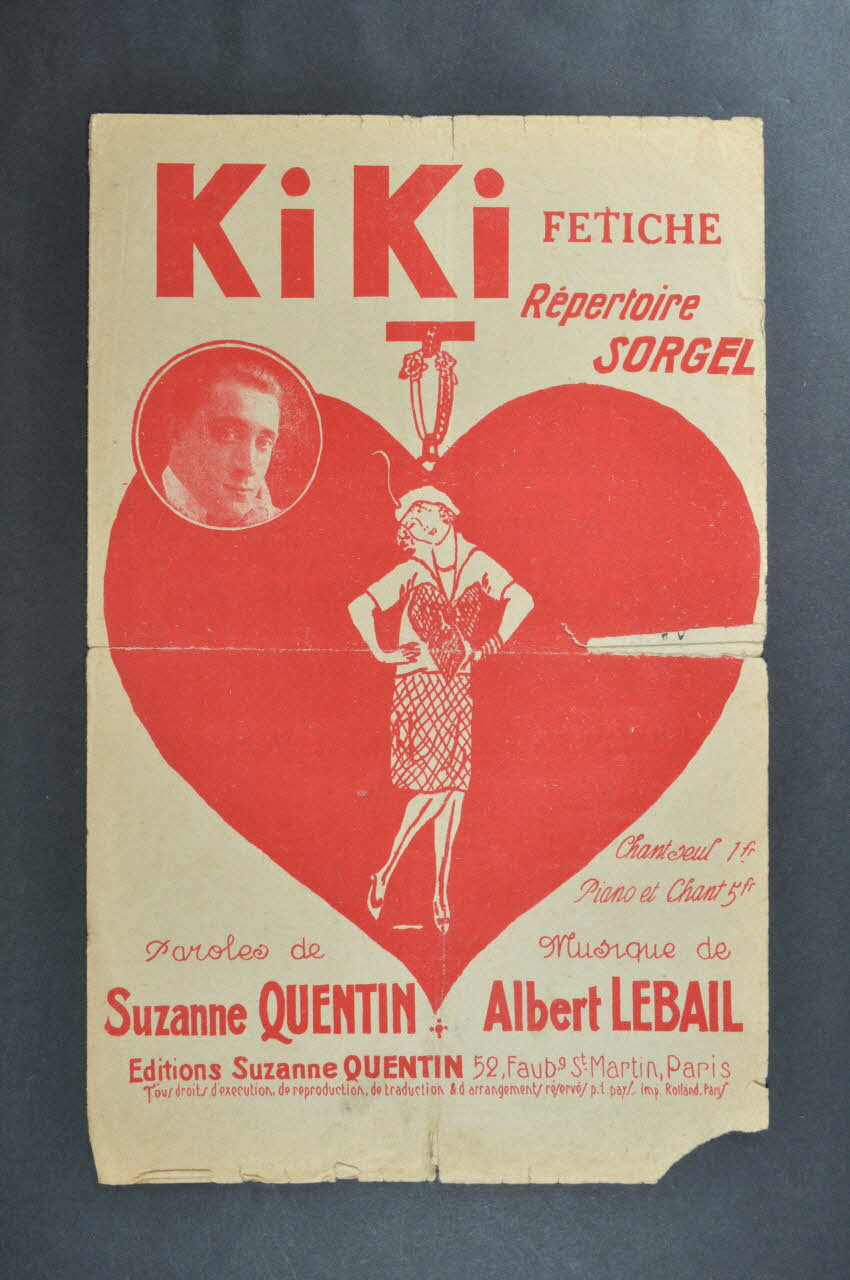 KiKi FETICHE
Répertoire
SORGEL
Chant seul 1fr
Piano et Chant 5fr
Paroles de
Suzanne QUENTIN
Musique de
Albert LEBAIL
Editions Suzanne QUENTIN 52, Faubg St-Martin, Paris
Tous droits d'execution, de reproduction, de traduction & d'arrangements réservés p.t. pays. imp. Rolland. Paris